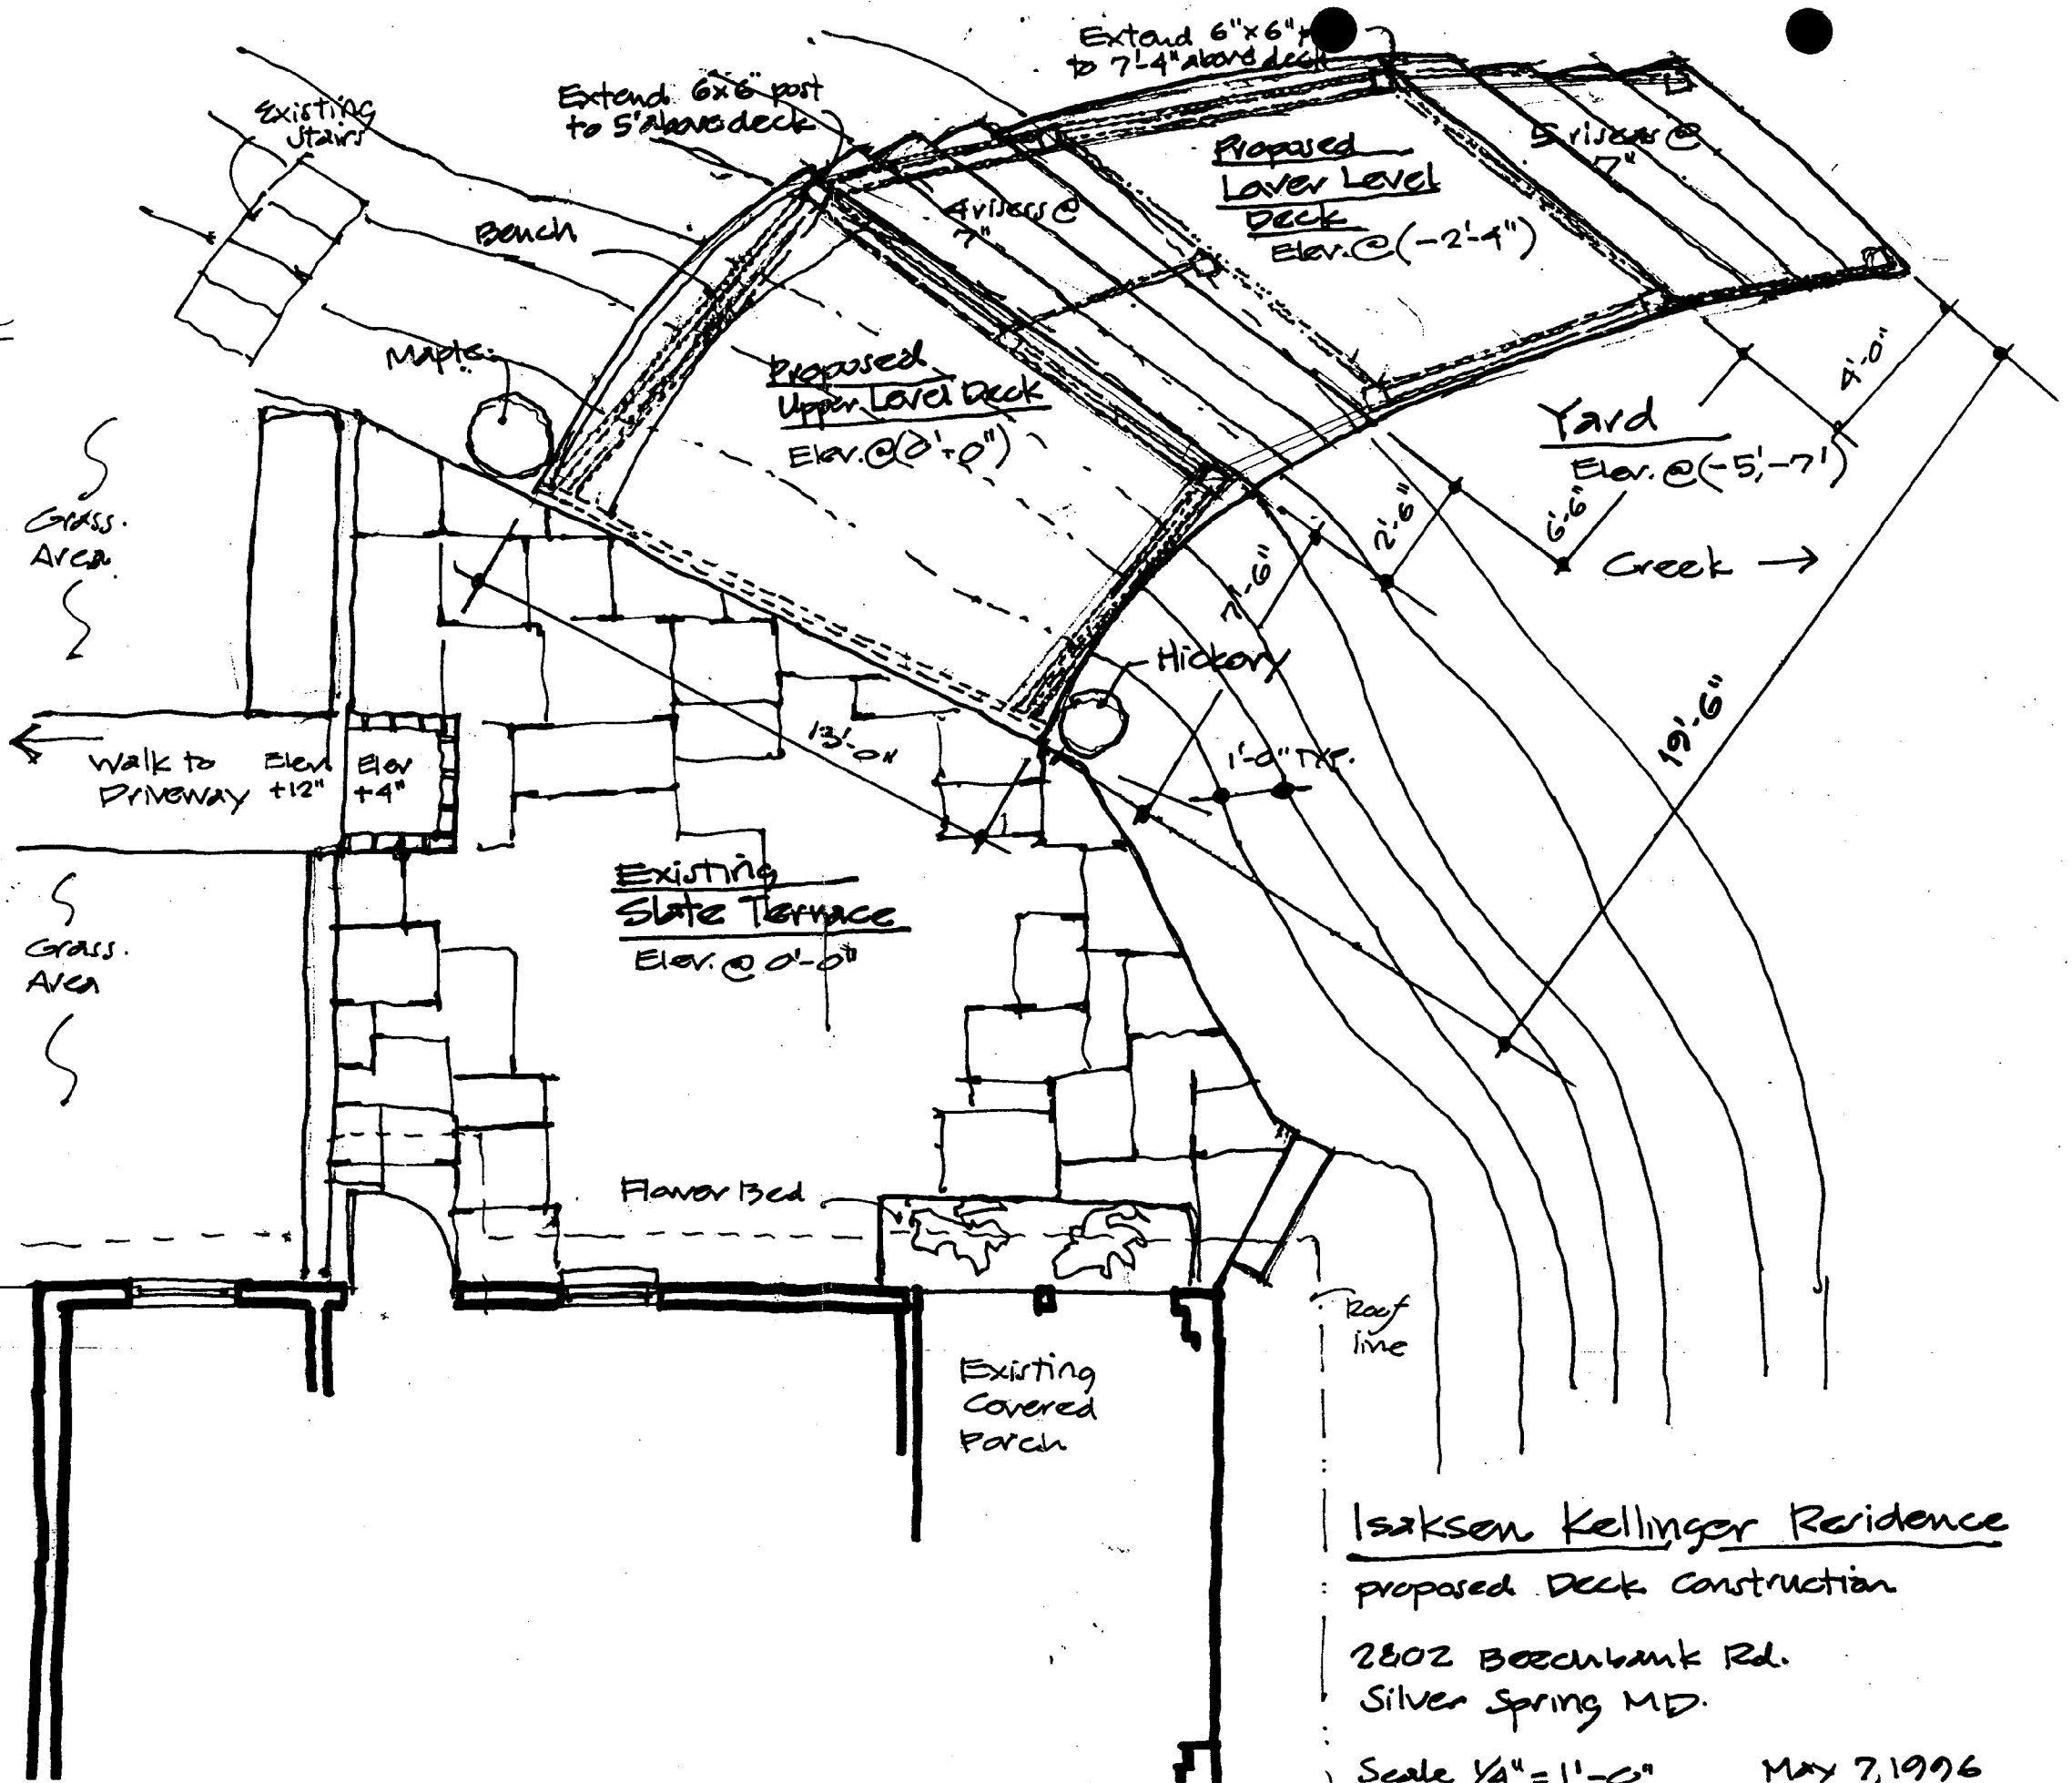 Extend 6"x6"
to 7'-4" above deck
Extend 6x6 post
to 5' above deck
Existing
Stairs
Bench
Maple
4 risers @
7"
Proposed
Lower Level
Deck
Elev. @ (-2'-4")
5 risers @
7"
Proposed
Upper Level Deck
Elev. @ (0'-0")
4'-0"
Yard
Elev. @ (-5'-7')
6'-6"
2'-6"
Creek →
Hickory
1'-0" TYP.
19'-6"
13'-0"
Grass
Area
Walk to
Driveway
Elev
+12"
Elev
+4"
Existing
Slate Terrace
Elev. @ 0'-0"
Grass
Area
Flower Bed
Roof
line
Existing
Covered
Porch
Isaksen Kellinger Residence
proposed Deck Construction
2802 Beechbank Rd.
Silver Spring MD.
Scale 1/4" = 1'-0"
May 7, 1996